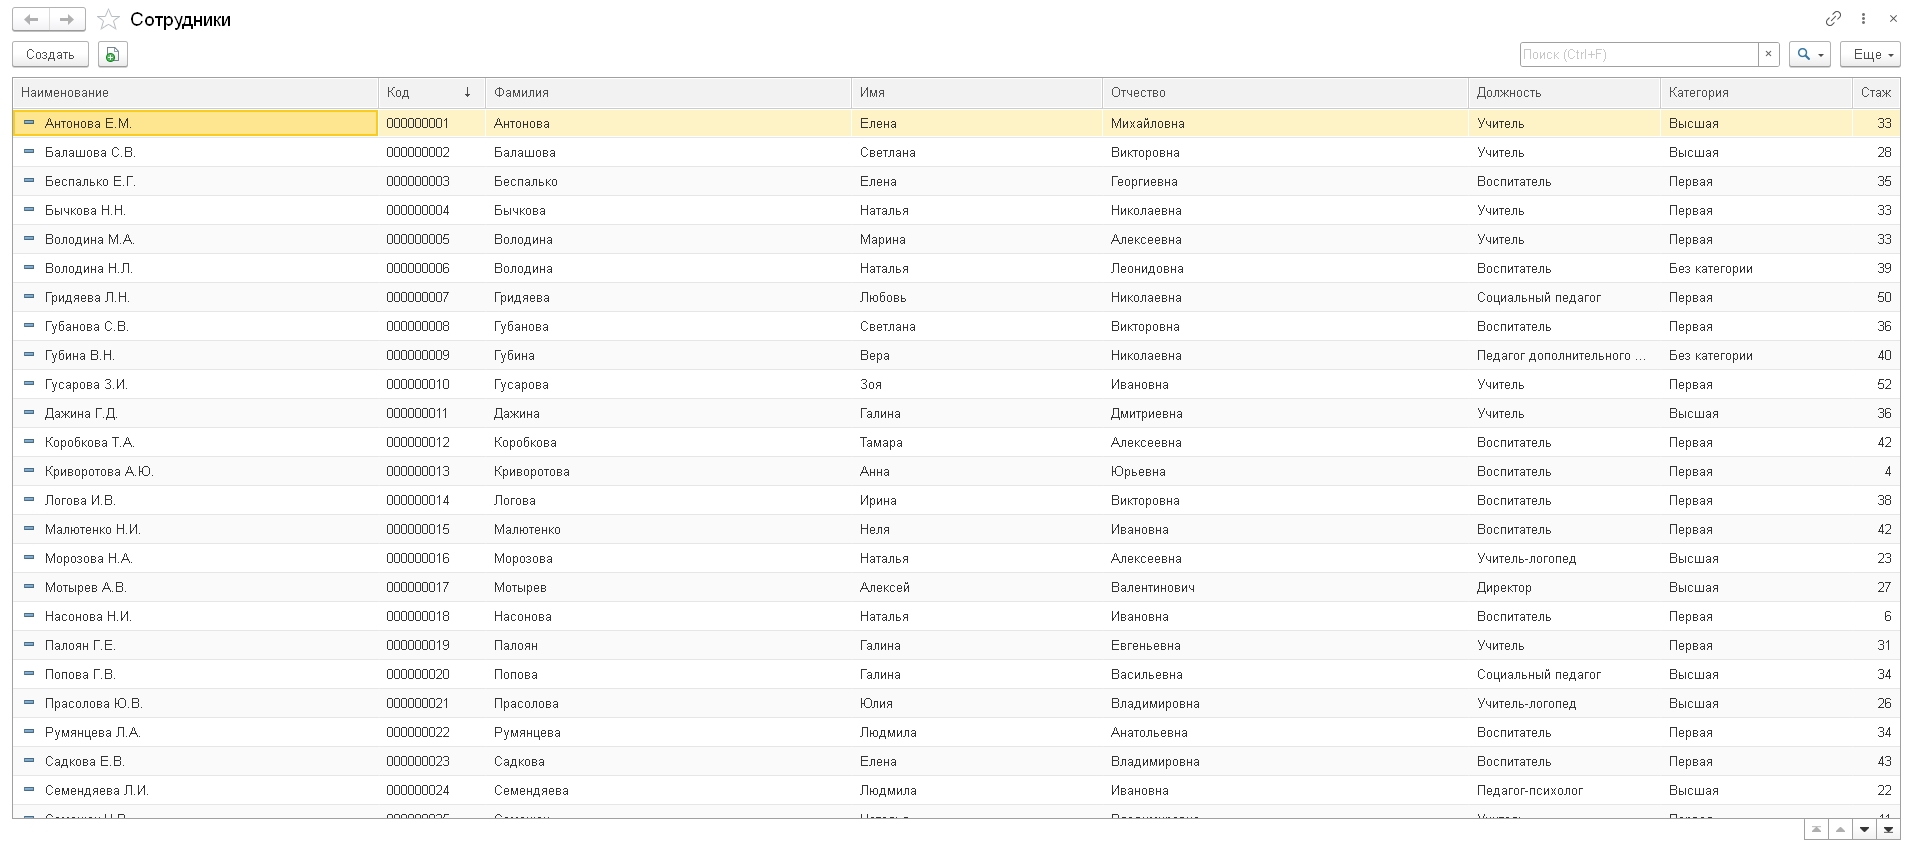 Сотрудники
Создать Поиск (Ctrl+F) × Еще
Наименование Код ↓ Фамилия Имя Отчество Должность Категория Стаж
Антонова Е.М. 000000001 Антонова Елена Михайловна Учитель Высшая 33
Балашова С.В. 000000002 Балашова Светлана Викторовна Учитель Высшая 28
Беспалько Е.Г. 000000003 Беспалько Елена Георгиевна Воспитатель Первая 35
Бычкова Н.Н. 000000004 Бычкова Наталья Николаевна Учитель Первая 33
Володина М.А. 000000005 Володина Марина Алексеевна Учитель Первая 33
Володина Н.Л. 000000006 Володина Наталья Леонидовна Воспитатель Без категории 39
Гридяева Л.Н. 000000007 Гридяева Любовь Николаевна Социальный педагог Первая 50
Губанова С.В. 000000008 Губанова Светлана Викторовна Воспитатель Первая 36
Губина В.Н. 000000009 Губина Вера Николаевна Педагог дополнительного ... Без категории 40
Гусарова З.И. 000000010 Гусарова Зоя Ивановна Учитель Первая 52
Дажина Г.Д. 000000011 Дажина Галина Дмитриевна Учитель Высшая 36
Коробкова Т.А. 000000012 Коробкова Тамара Алексеевна Воспитатель Первая 42
Криворотова А.Ю. 000000013 Криворотова Анна Юрьевна Воспитатель Первая 4
Логова И.В. 000000014 Логова Ирина Викторовна Воспитатель Первая 38
Малютенко Н.И. 000000015 Малютенко Неля Ивановна Воспитатель Первая 42
Морозова Н.А. 000000016 Морозова Наталья Алексеевна Учитель-логопед Высшая 23
Мотырев А.В. 000000017 Мотырев Алексей Валентинович Директор Высшая 27
Насонова Н.И. 000000018 Насонова Наталья Ивановна Воспитатель Первая 6
Палоян Г.Е. 000000019 Палоян Галина Евгеньевна Учитель Первая 31
Попова Г.В. 000000020 Попова Галина Васильевна Социальный педагог Высшая 34
Прасолова Ю.В. 000000021 Прасолова Юлия Владимировна Учитель-логопед Высшая 26
Румянцева Л.А. 000000022 Румянцева Людмила Анатольевна Воспитатель Первая 34
Садкова Е.В. 000000023 Садкова Елена Владимировна Воспитатель Первая 43
Семендяева Л.И. 000000024 Семендяева Людмила Ивановна Педагог-психолог Высшая 22